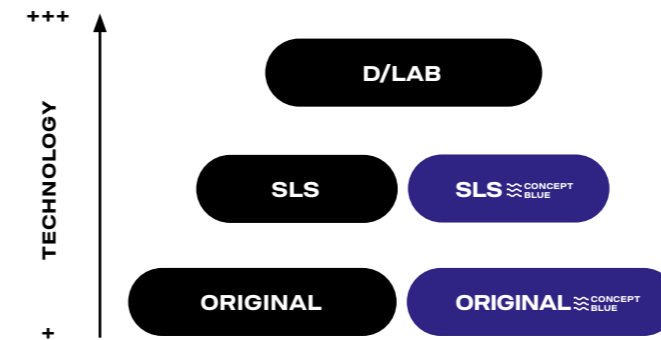 +++
D/LAB
TECHNOLOGY
SLS
SLS CONCEPT
BLUE
ORIGINAL
ORIGINAL CONCEPT
BLUE
+